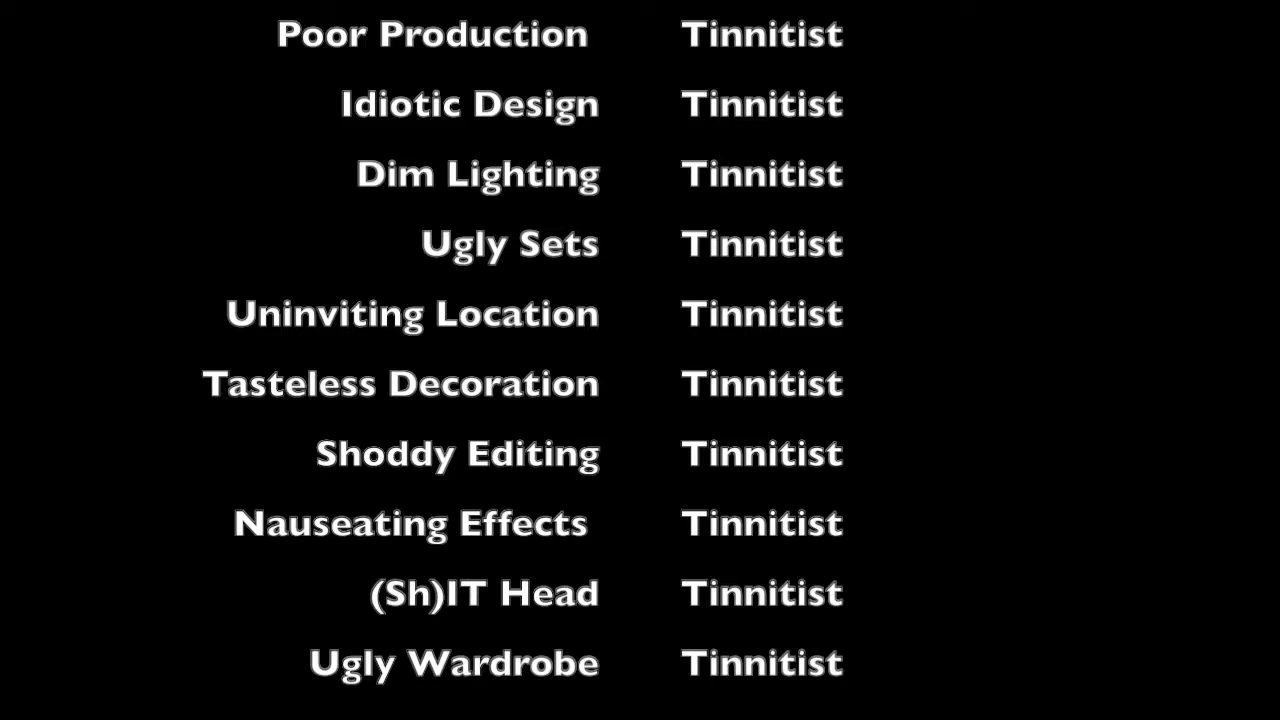 Poor Production Tinnitist
Idiotic Design Tinnitist
Dim Lighting Tinnitist
Ugly Sets Tinnitist
Uninviting Location Tinnitist
Tasteless Decoration Tinnitist
Shoddy Editing Tinnitist
Nauseating Effects Tinnitist
(Sh)IT Head Tinnitist
Ugly Wardrobe Tinnitist